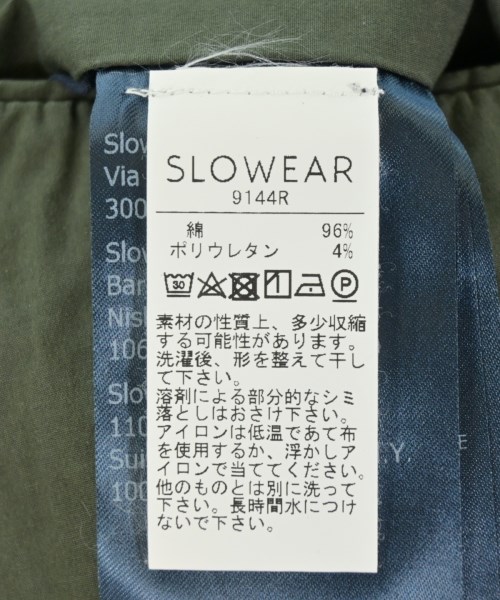 SLOWEAR
9144R
綿 96%
ポリウレタン 4%
30 P
素材の性質上、多少収縮
する可能性があります。
洗濯後、形を整えて干し
て下さい。
溶剤による部分的なシミ
落としはおさけ下さい。
アイロンは低温であて布
を使用するか、浮かしア
イロンで当ててください。
他のものとは別に洗って下
さい。長時間水につけ
ないで下さい。
Slow
Via
300
Slow
Bar
Nis
106
Slo
110
Sui
100